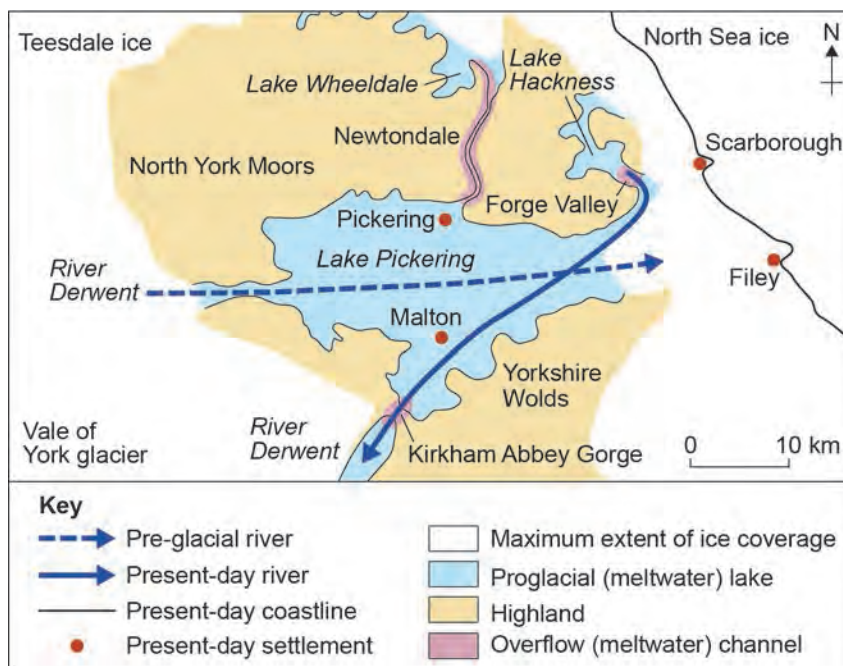 Teesdale ice
North Sea ice
N
Lake Wheeldale
Lake
Hackness
Newtondale
Scarborough
North York Moors
Forge Valley
Pickering
River
Derwent
Lake Pickering
Filey
Malton
Yorkshire
Wolds
Vale of
York glacier
River
Derwent
Kirkham Abbey Gorge
0 10 km
Key
Pre-glacial river
Present-day river
Present-day coastline
Present-day settlement
Maximum extent of ice coverage
Proglacial (meltwater) lake
Highland
Overflow (meltwater) channel